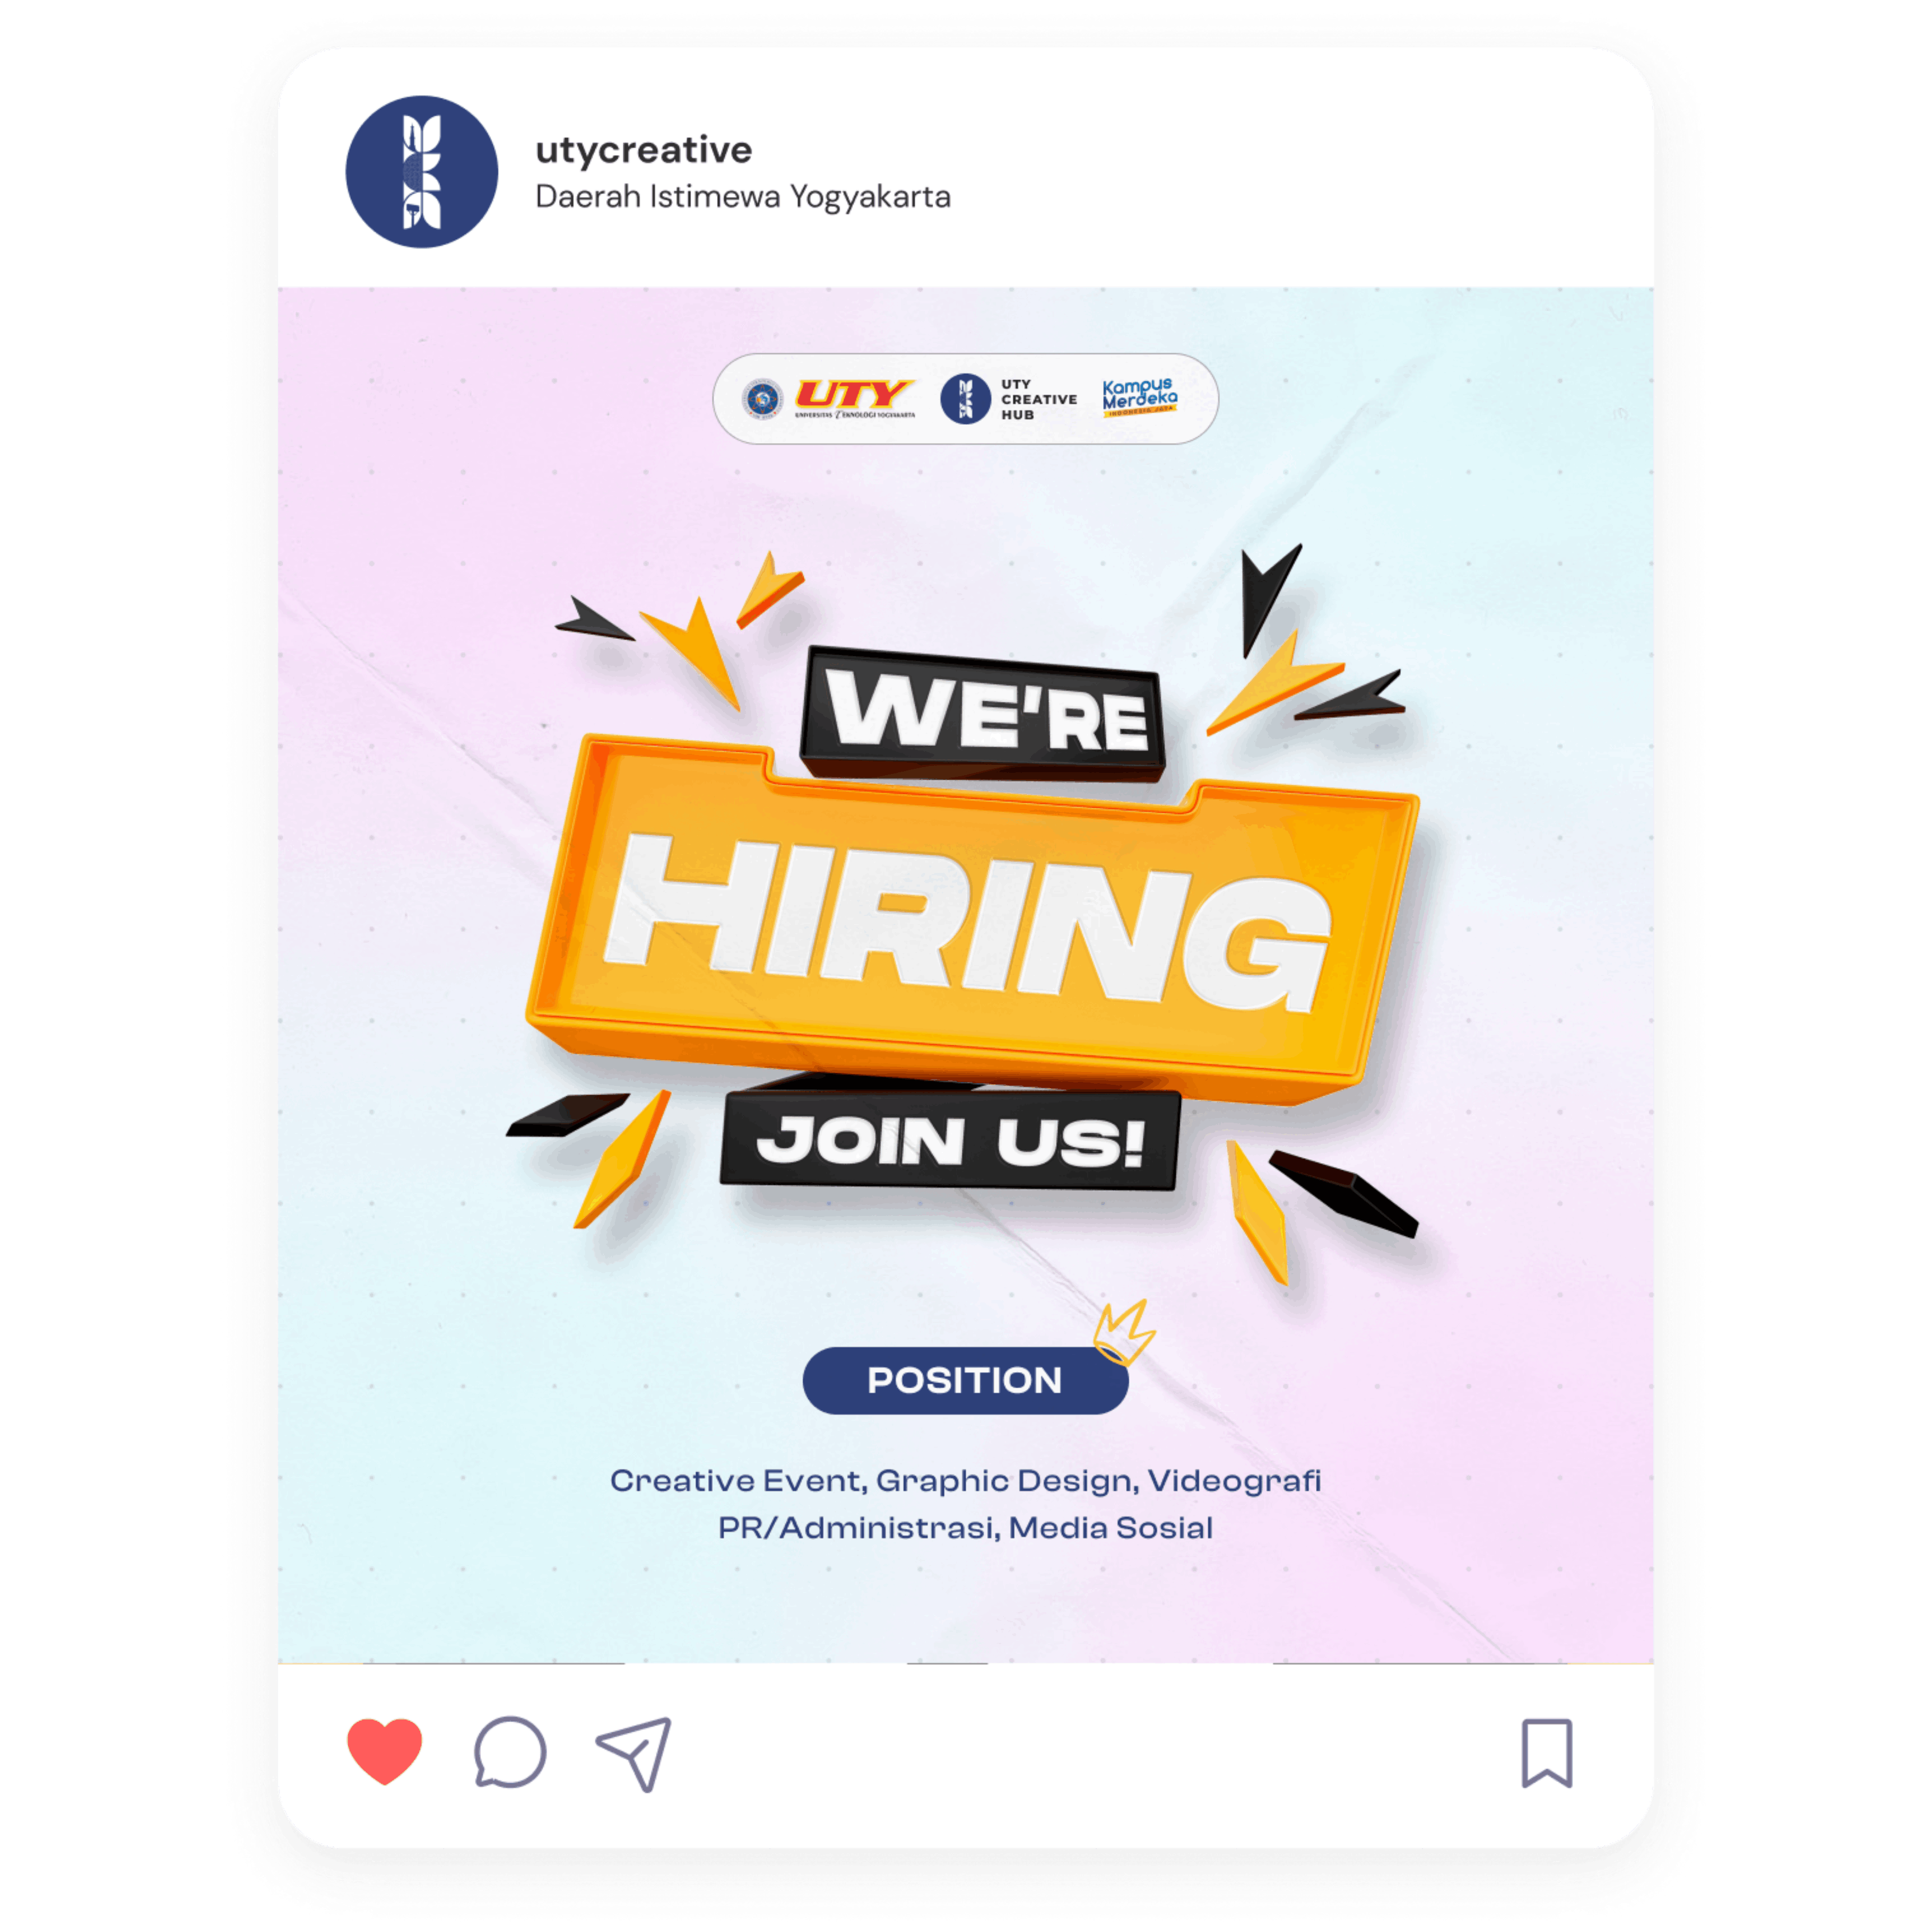 utycreative
Daerah Istimewa Yogyakarta
UTY
UNIVERSITAS TEKNOLOGI YOGYAKARTA
UTY
CREATIVE
HUB
Kampus
Merdeka
INDONESIA JAYA
WE'RE
HIRING
JOIN US!
POSITION
Creative Event, Graphic Design, Videografi
PR/Administrasi, Media Sosial